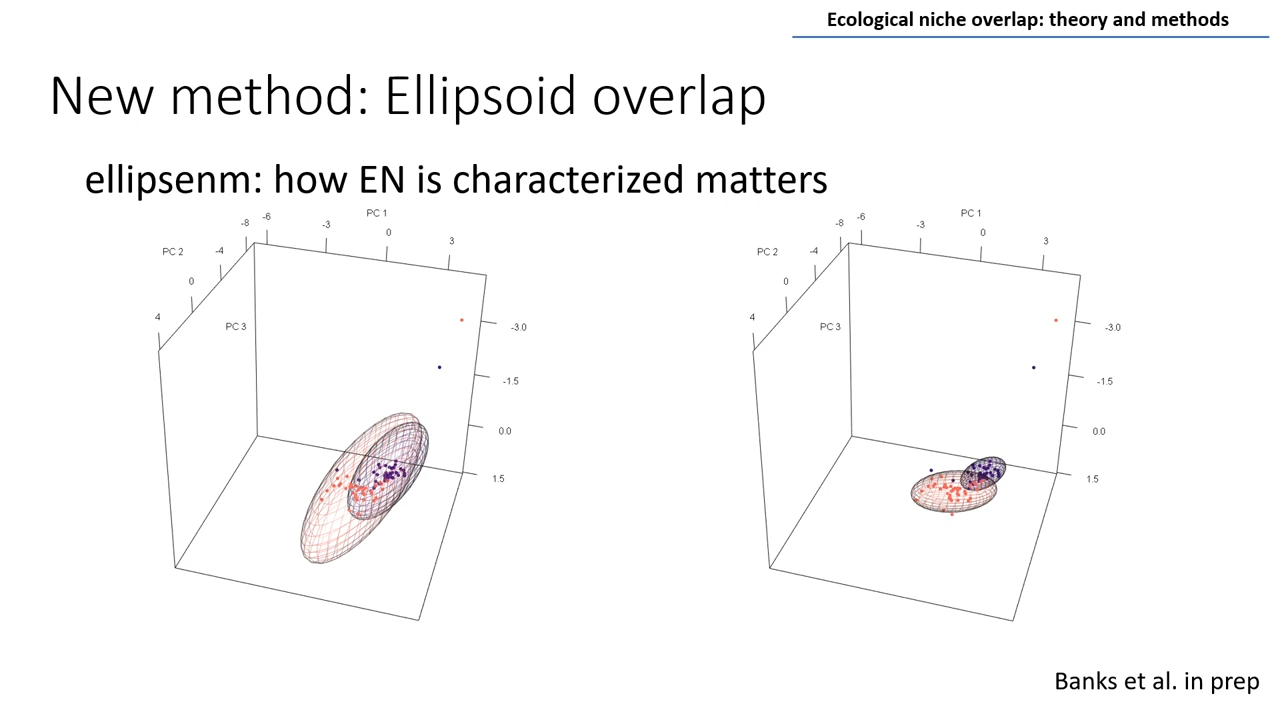 Ecological niche overlap: theory and methods
New method: Ellipsoid overlap
ellipsenm: how EN is characterized matters
PC 1
-8 -6 -3 0 3
PC 2
-4
0
4
PC 3
-3.0
-1.5
0.0
1.5
PC 1
-8 -6 -3 0 3
PC 2
-4
0
4
PC 3
-3.0
-1.5
0.0
1.5
Banks et al. in prep